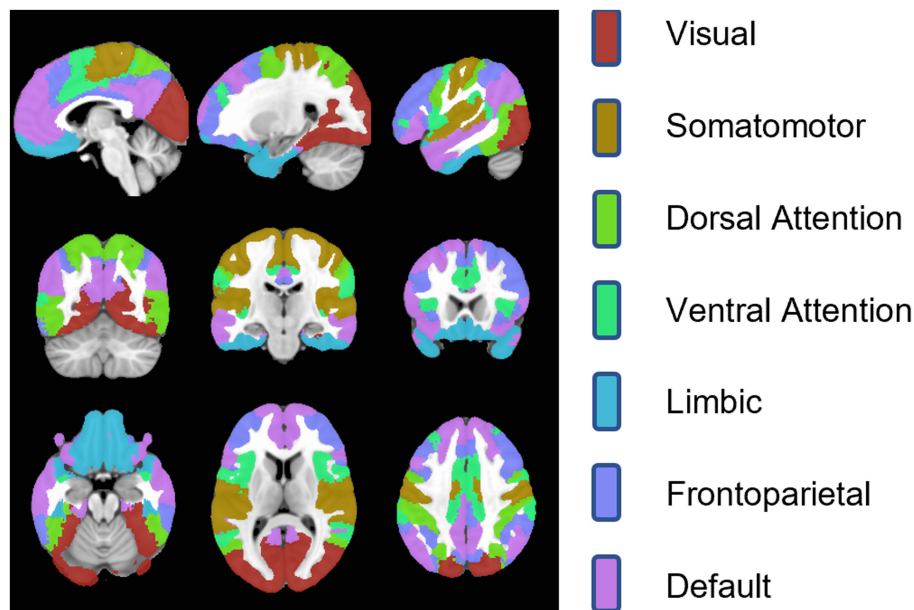 Visual
Somatomotor
Dorsal Attention
Ventral Attention
Limbic
Frontoparietal
Default